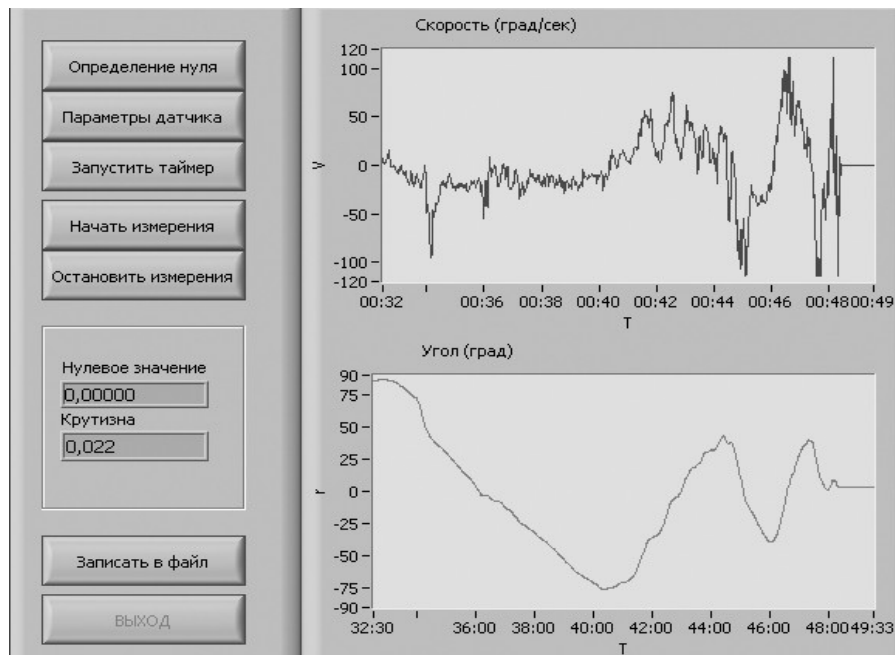 Определение нуля
Параметры датчика
Запустить таймер
Начать измерения
Остановить измерения
Нулевое значение
0,00000
Крутизна
0,022
Записать в файл
ВЫХОД
Скорость (град/сек)
120
100
50
0
-50
-100
-120
V
00:32 00:36 00:38 00:40 00:42 00:44 00:46 00:48 00:49
T
Угол (град)
90
75
50
25
0
-25
-50
-75
-90
r
32:30 36:00 38:00 40:00 42:00 44:00 46:00 48:00 49:33
T